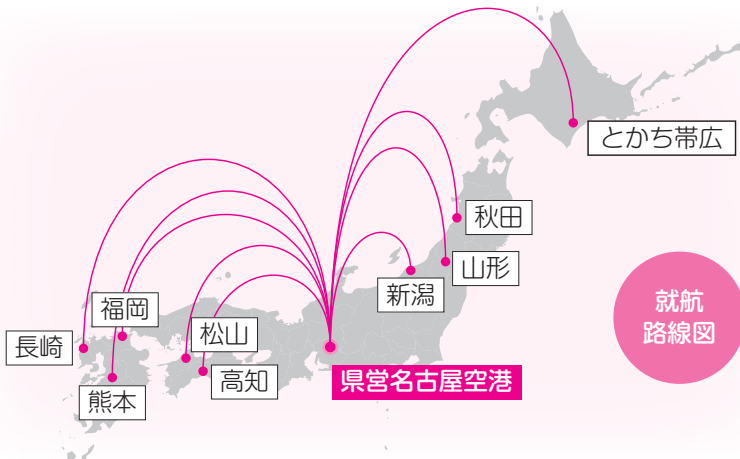 とかち帯広
秋田
山形
新潟
福岡
松山
長崎
高知
熊本
県営名古屋空港
就航
路線図